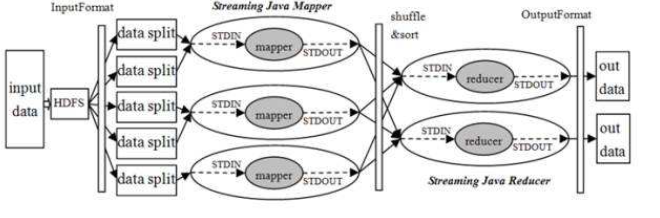 InputFormat
Streaming Java Mapper
shuffle
&sort
OutputFormat
input
data
HDFS
data split
data split
data split
data split
data split
STDIN
mapper
STDOUT
STDIN
mapper
STDOUT
STDIN
mapper
STDOUT
STDIN
reducer
STDOUT
STDIN
reducer
STDOUT
Streaming Java Reducer
out
data
out
data